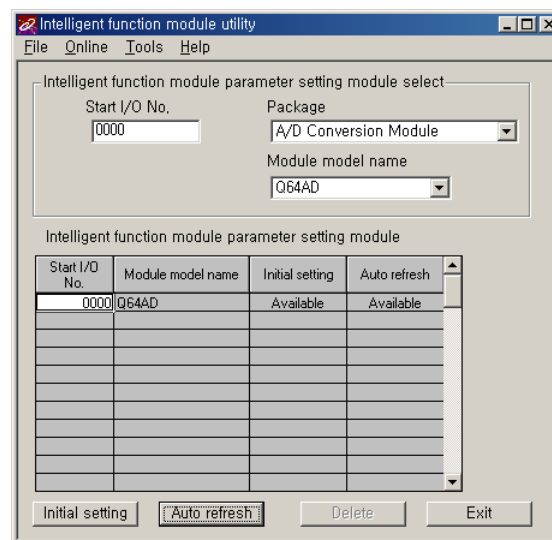 Intelligent function module utility
File Online Tools Help
Intelligent function module parameter setting module select
Start I/O No.
Package
0000
A/D Conversion Module
Module model name
Q64AD
Intelligent function module parameter setting module
Start I/O No.
Module model name
Initial setting
Auto refresh
0000 Q64AD Available Available
Initial setting Auto refresh Delete Exit